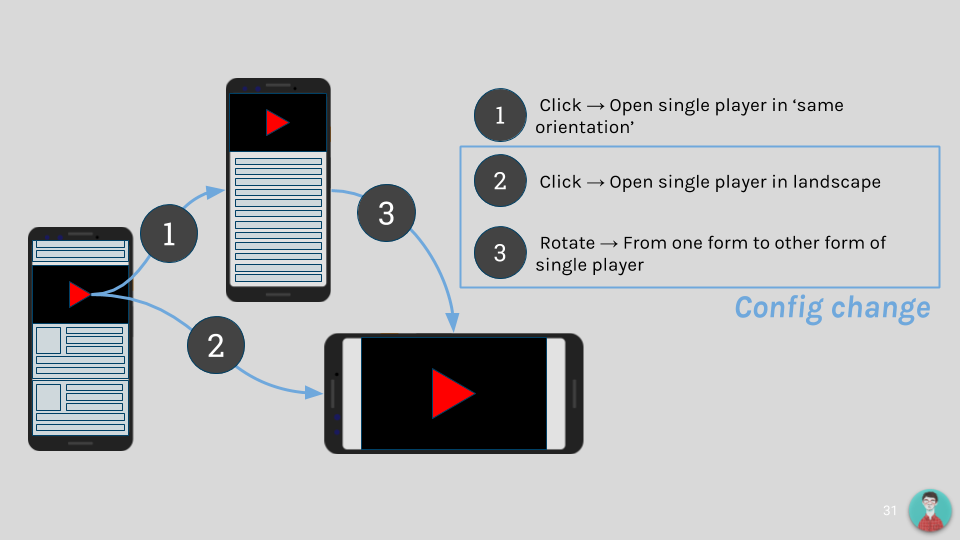 1
Click → Open single player in ‘same
orientation’
2
Click → Open single player in landscape
3
Rotate → From one form to other form of
single player
Config change
1
3
2
31